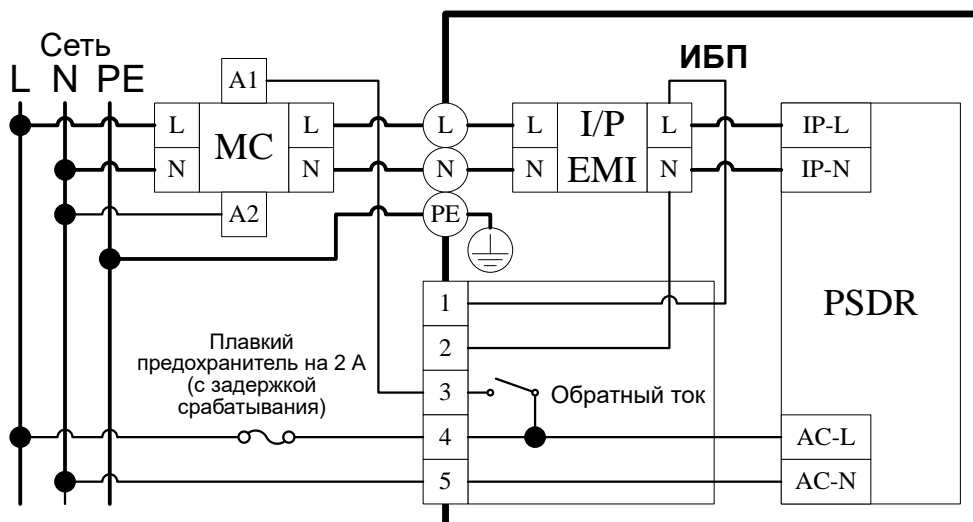 Сеть
L N PE
A1
ИБП
L MC L L L I/P L IP-L
N N N N EMI N IP-N
A2
PE
1
PSDR
2
Плавкий
предохранитель на 2 А
(с задержкой
срабатывания)
3 Обратный ток
4 AC-L
5 AC-N